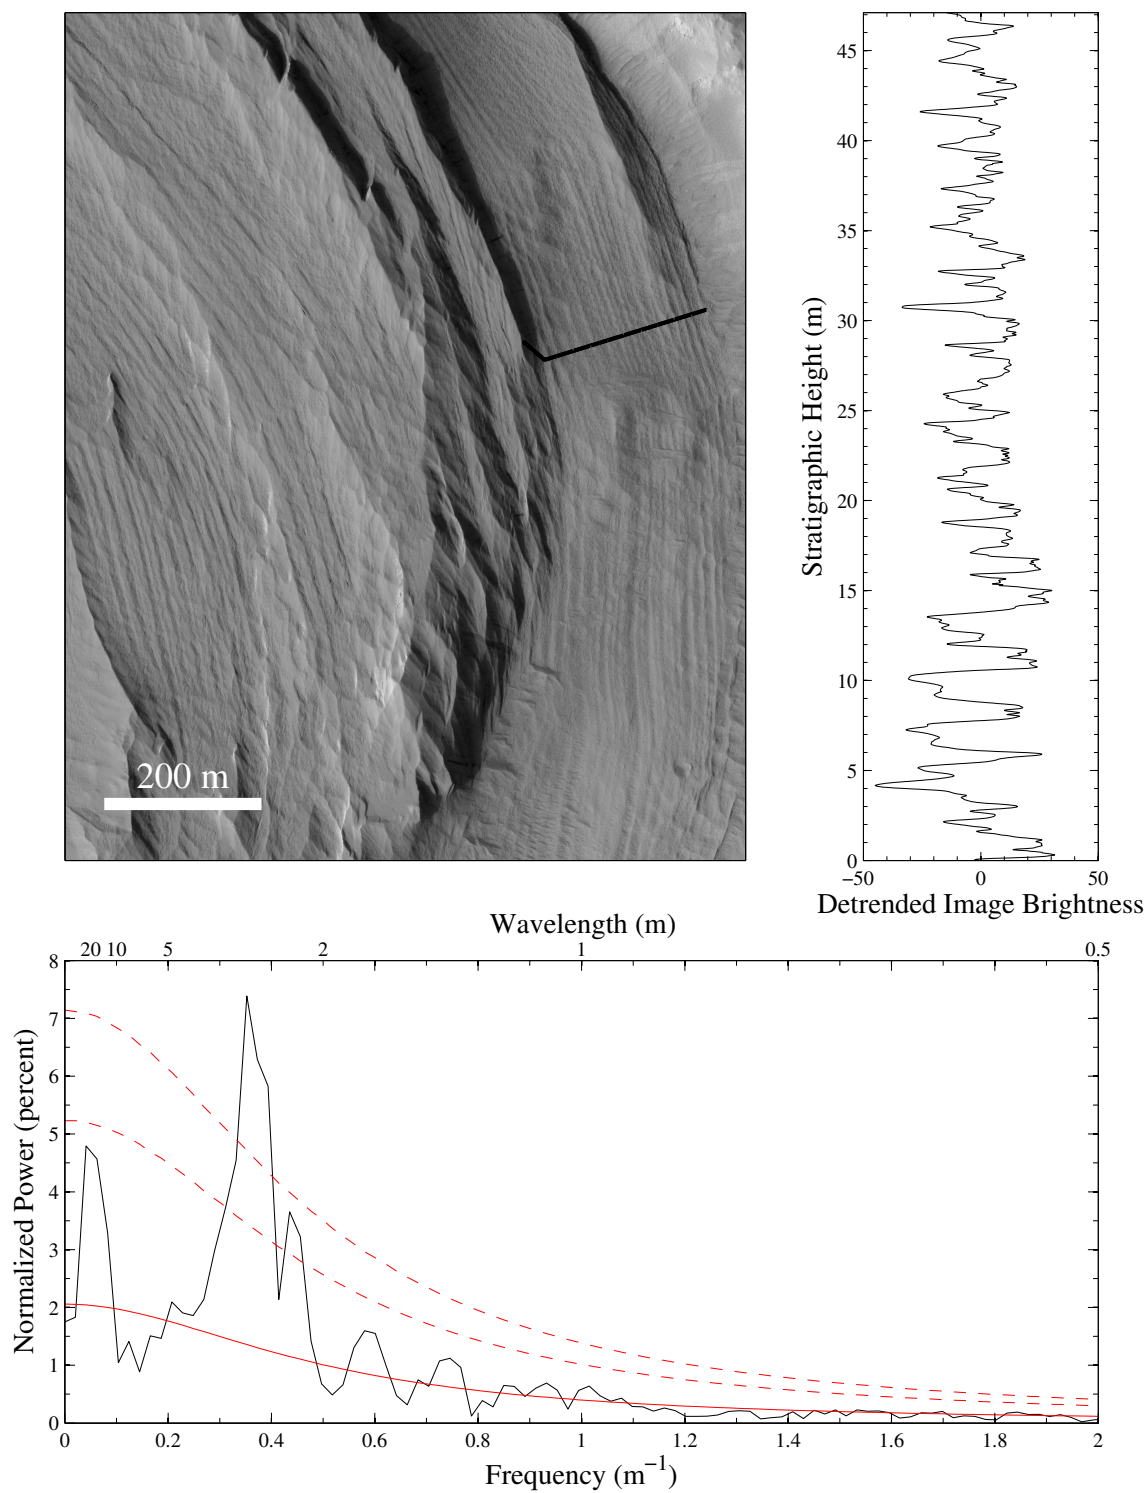 200 m
45
40
35
30
25
20
15
10
5
0
Stratigraphic Height (m)
−50 0 50
Detrended Image Brightness
Wavelength (m)
20 10 5 2 1 0.5
8
7
6
5
4
3
2
1
0
Normalized Power (percent)
0 0.2 0.4 0.6 0.8 1 1.2 1.4 1.6 1.8 2
Frequency (m⁻¹)